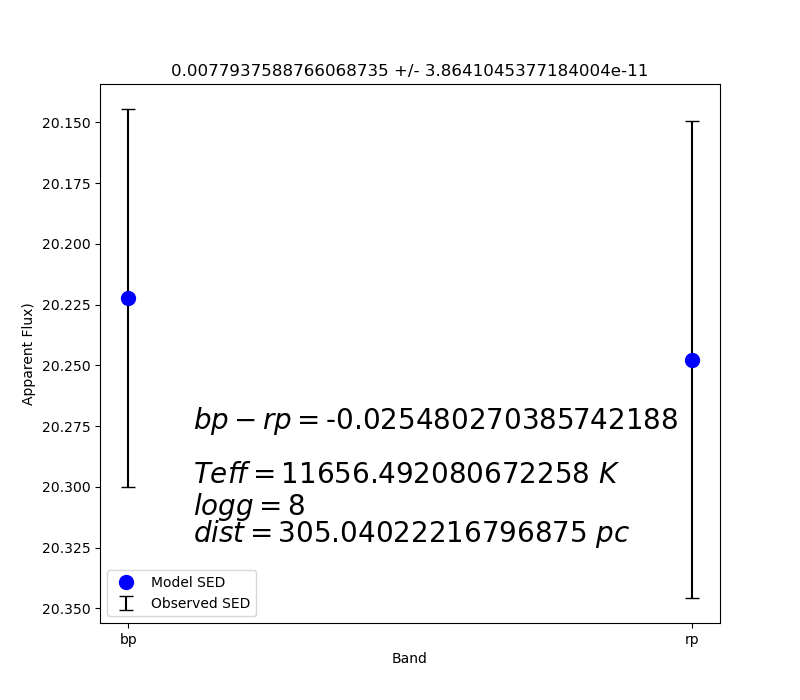 0.0077937588766068735 +/- 3.8641045377184004e-11
20.150
20.175
20.200
20.225
20.250
20.275
20.300
20.325
20.350
Apparent Flux)
bp − rp = -0.025480270385742188
Teff = 11656.492080672258 K
logg = 8
dist = 305.04022216796875 pc
Model SED
Observed SED
bp
rp
Band